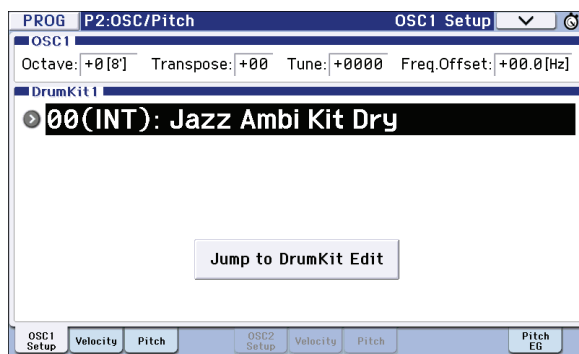 PROG P2:OSC/Pitch OSC1 Setup
OSC1
Octave: +0[8'] Transpose: +00 Tune: +0000 Freq.Offset: +00.0[Hz]
DrumKit1
00(INT): Jazz Ambi Kit Dry
Jump to DrumKit Edit
OSC1 Setup Velocity Pitch OSC2 Setup Velocity Pitch Pitch EG